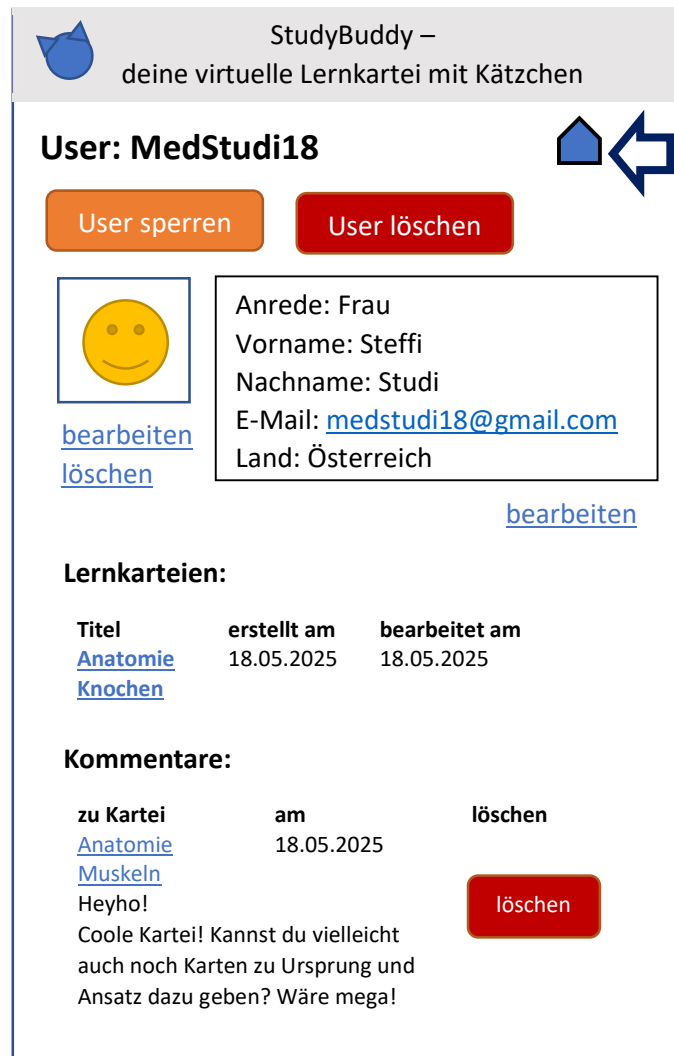 StudyBuddy –
deine virtuelle Lernkartei mit Kätzchen
User: MedStudi18
User sperren
User löschen
Anrede: Frau
Vorname: Steffi
Nachname: Studi
E-Mail: medstudi18@gmail.com
Land: Österreich
bearbeiten
löschen
bearbeiten
Lernkarteien:
Titel erstellt am bearbeitet am
Anatomie 18.05.2025 18.05.2025
Knochen
Kommentare:
zu Kartei am löschen
Anatomie 18.05.2025
Muskeln
Heyho!
löschen
Coole Kartei! Kannst du vielleicht
auch noch Karten zu Ursprung und
Ansatz dazu geben? Wäre mega!